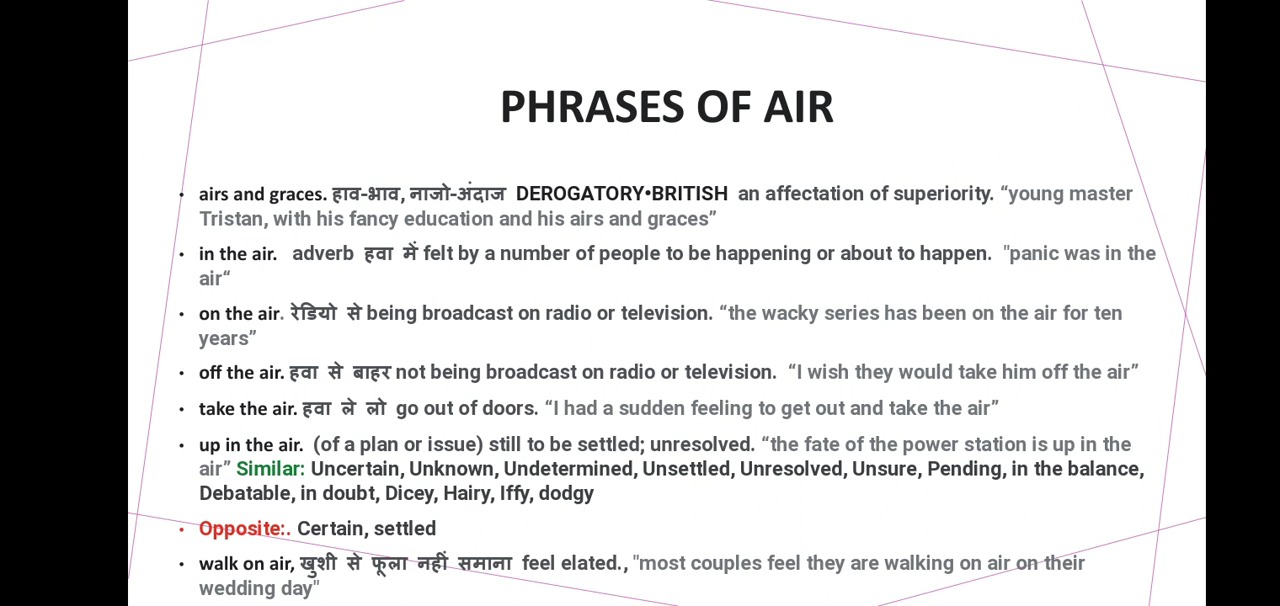 PHRASES OF AIR
• airs and graces. हाव-भाव, नाजो-अंदाज DEROGATORY•BRITISH an affectation of superiority. “young master
Tristan, with his fancy education and his airs and graces”
• in the air. adverb हवा में felt by a number of people to be happening or about to happen. "panic was in the
air“
• on the air. रेडियो से being broadcast on radio or television. “the wacky series has been on the air for ten
years”
• off the air. हवा से बाहर not being broadcast on radio or television. “I wish they would take him off the air”
• take the air. हवा ले लो go out of doors. “I had a sudden feeling to get out and take the air”
• up in the air. (of a plan or issue) still to be settled; unresolved. “the fate of the power station is up in the
air” Similar: Uncertain, Unknown, Undetermined, Unsettled, Unresolved, Unsure, Pending, in the balance,
Debatable, in doubt, Dicey, Hairy, Iffy, dodgy
• Opposite:. Certain, settled
• walk on air, खुशी से फूला नहीं समाना feel elated., "most couples feel they are walking on air on their
wedding day"